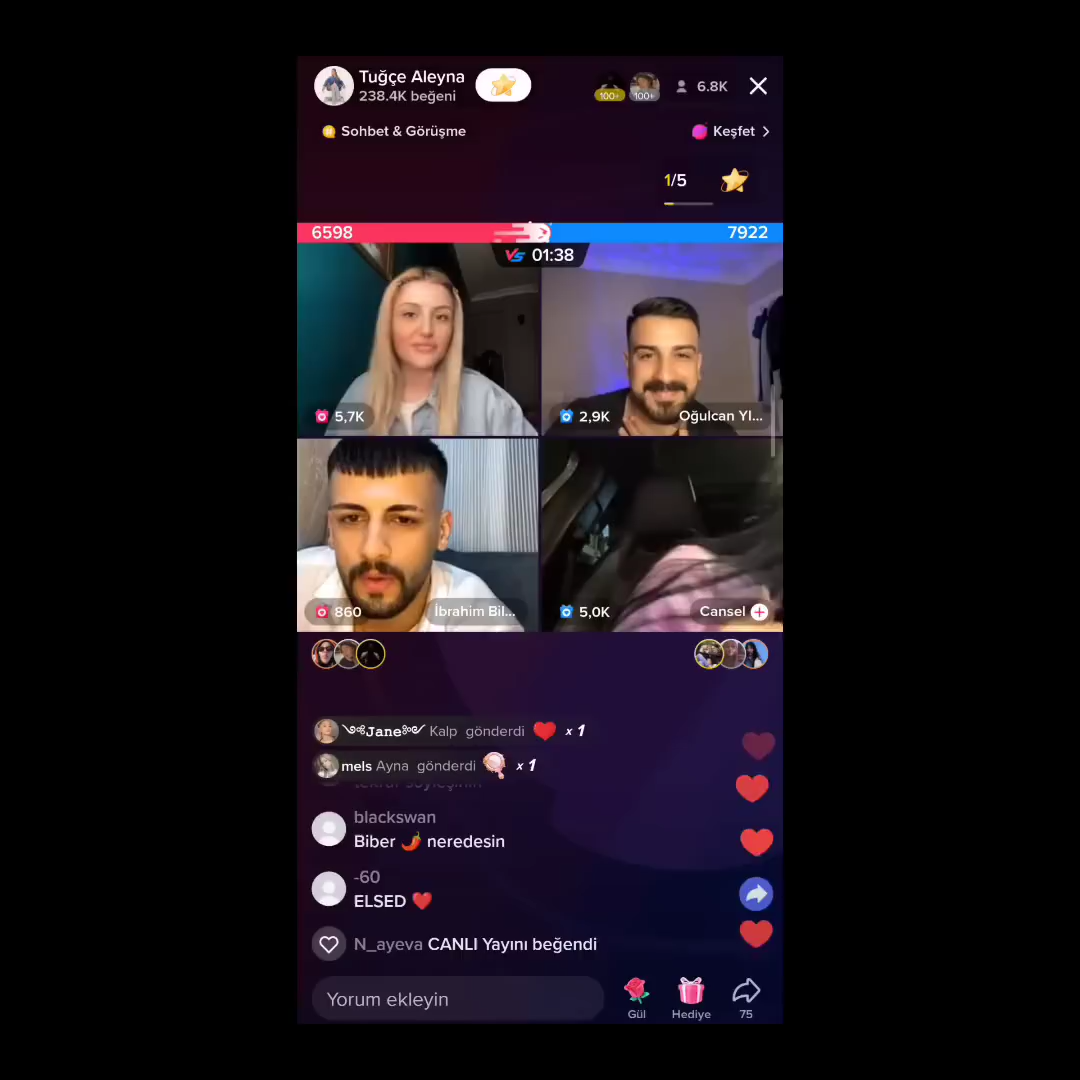 Tuğçe Aleyna
238.4K beğeni
100+
100+
6.8K
Sohbet & Görüşme
Keşfet
1/5
6598
7922
VS 01:38
5,7K
2,9K
Oğulcan Yl...
860
İbrahim Bil...
5,0K
Cansel
Jane Kalp gönderdi x 1
mels Ayna gönderdi x 1
blackswan
Biber 🌶️ neredesin
-60
ELSED ❤️
N_ayeva CANLI Yayını beğendi
Yorum ekleyin
Gül
Hediye
75